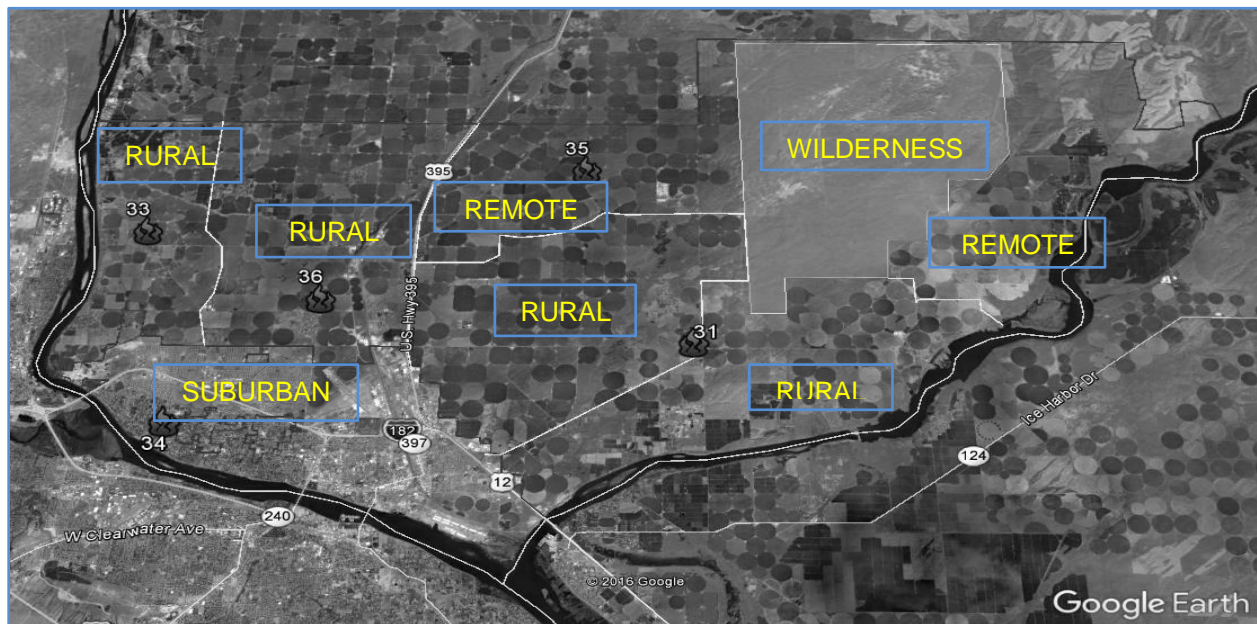 RURAL
WILDERNESS
35
395
REMOTE
33
RURAL
REMOTE
36
U.S. Hwy 395
RURAL
31
SUBURBAN
RURAL
Ice Harbor Dr
34
182
397
124
12
240
W Clearwater Ave
© 2016 Google
Google Earth